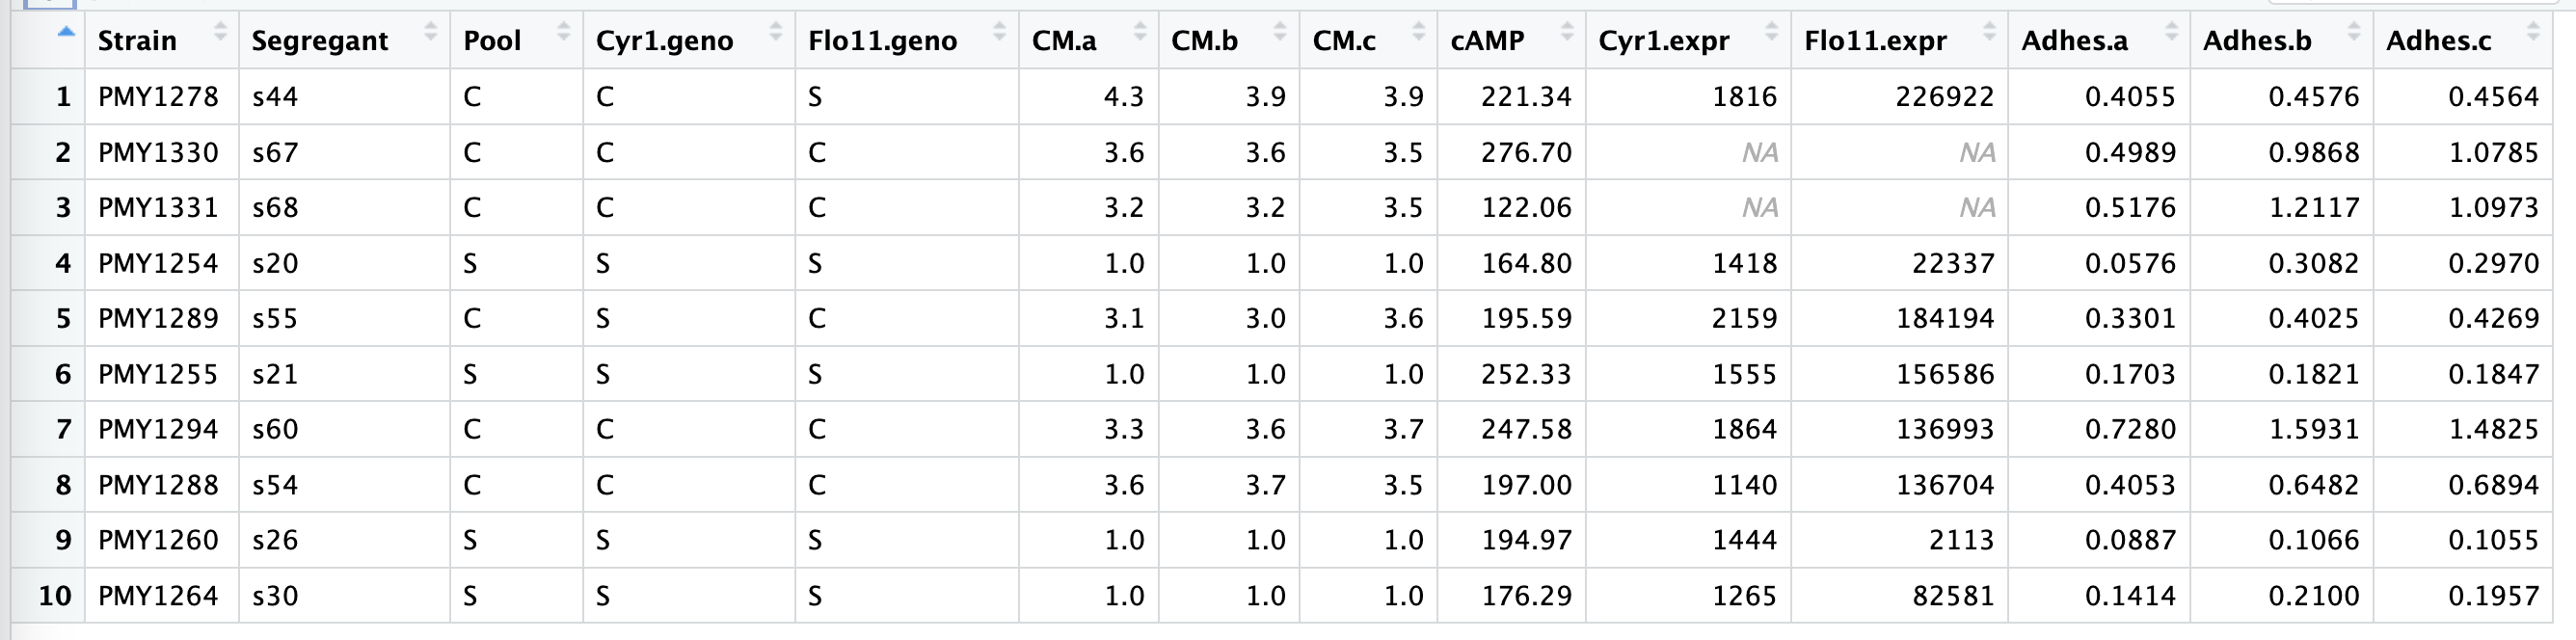 Strain Segregant Pool Cyr1.geno Flo11.geno CM.a CM.b CM.c cAMP Cyr1.expr Flo11.expr Adhes.a Adhes.b Adhes.c
1 PMY1278 s44 C C S 4.3 3.9 3.9 221.34 1816 226922 0.4055 0.4576 0.4564
2 PMY1330 s67 C C C 3.6 3.6 3.5 276.70 NA NA 0.4989 0.9868 1.0785
3 PMY1331 s68 C C C 3.2 3.2 3.5 122.06 NA NA 0.5176 1.2117 1.0973
4 PMY1254 s20 S S S 1.0 1.0 1.0 164.80 1418 22337 0.0576 0.3082 0.2970
5 PMY1289 s55 C S C 3.1 3.0 3.6 195.59 2159 184194 0.3301 0.4025 0.4269
6 PMY1255 s21 S S S 1.0 1.0 1.0 252.33 1555 156586 0.1703 0.1821 0.1847
7 PMY1294 s60 C C C 3.3 3.6 3.7 247.58 1864 136993 0.7280 1.5931 1.4825
8 PMY1288 s54 C C C 3.6 3.7 3.5 197.00 1140 136704 0.4053 0.6482 0.6894
9 PMY1260 s26 S S S 1.0 1.0 1.0 194.97 1444 2113 0.0887 0.1066 0.1055
10 PMY1264 s30 S S S 1.0 1.0 1.0 176.29 1265 82581 0.1414 0.2100 0.1957